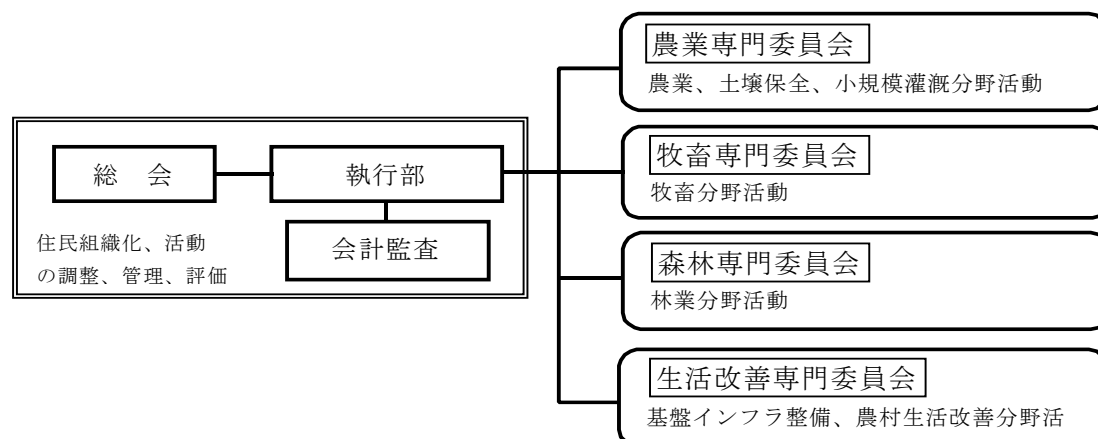 総　会
執行部
会計監査
住民組織化、活動
の調整、管理、評価
農業専門委員会
農業、土壌保全、小規模灌漑分野活動
牧畜専門委員会
牧畜分野活動
森林専門委員会
林業分野活動
生活改善専門委員会
基盤インフラ整備、農村生活改善分野活